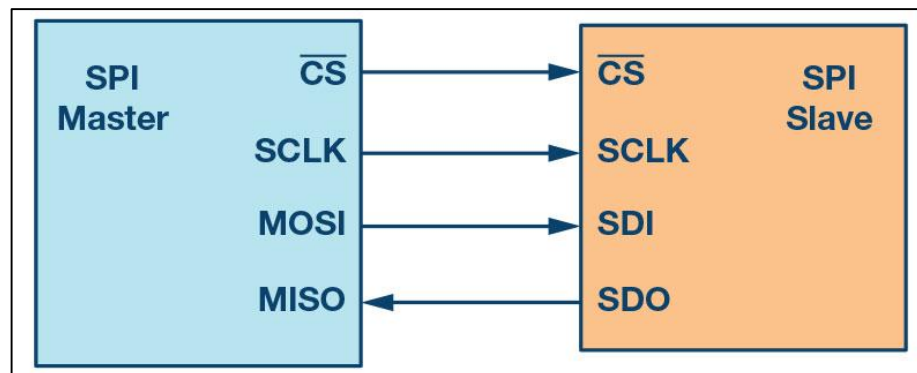 SPI
Master
CS
SCLK
MOSI
MISO
CS
SCLK
SDI
SDO
SPI
Slave